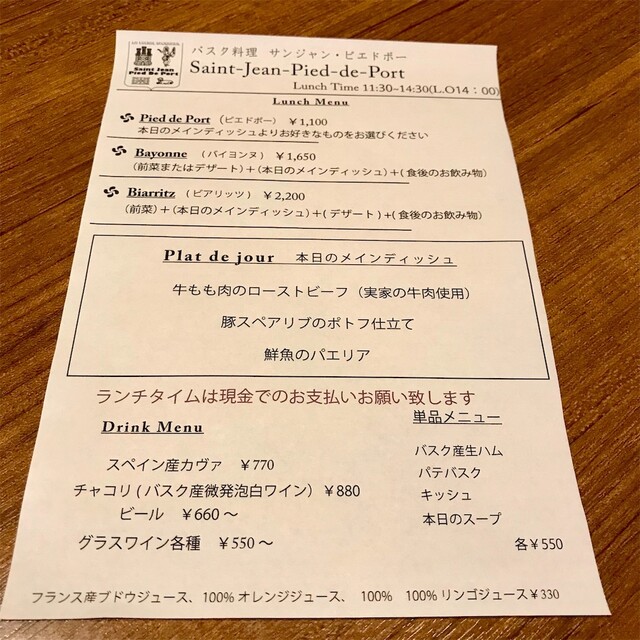 バスク料理 サンジャン・ピエドポー
Saint Jean
Pied De Port
Saint-Jean-Pied-de-Port
Lunch Time 11:30-14:30(L.O14：00)
Lunch Menu
Pied de Port (ピエドポー) ￥1,100
本日のメインディッシュよりお好きなものをお選びください
Bayonne (バイヨンヌ) ￥1,650
（前菜またはデザート）＋（本日のメインディッシュ）＋( 食後のお飲み物）
Biarritz (ビアリッツ) ￥2,200
（前菜）＋（本日のメインディッシュ）＋( デザート ) ＋( 食後のお飲み物）
Plat de jour 本日のメインディッシュ
牛もも肉のローストビーフ（実家の牛肉使用）
豚スペアリブのポトフ仕立て
鮮魚のパエリア
ランチタイムは現金でのお支払いお願い致します
Drink Menu
スペイン産カヴァ ￥770
チャコリ ( バスク産微発泡白ワイン） ￥880
ビール ￥660 ～
グラスワイン各種 ￥550 ～
単品メニュー
バスク産生ハム
パテバスク
キッシュ
本日のスープ
各￥550
フランス産ブドウジュース、100% オレンジジュース、 100% 100% リンゴジュース￥330